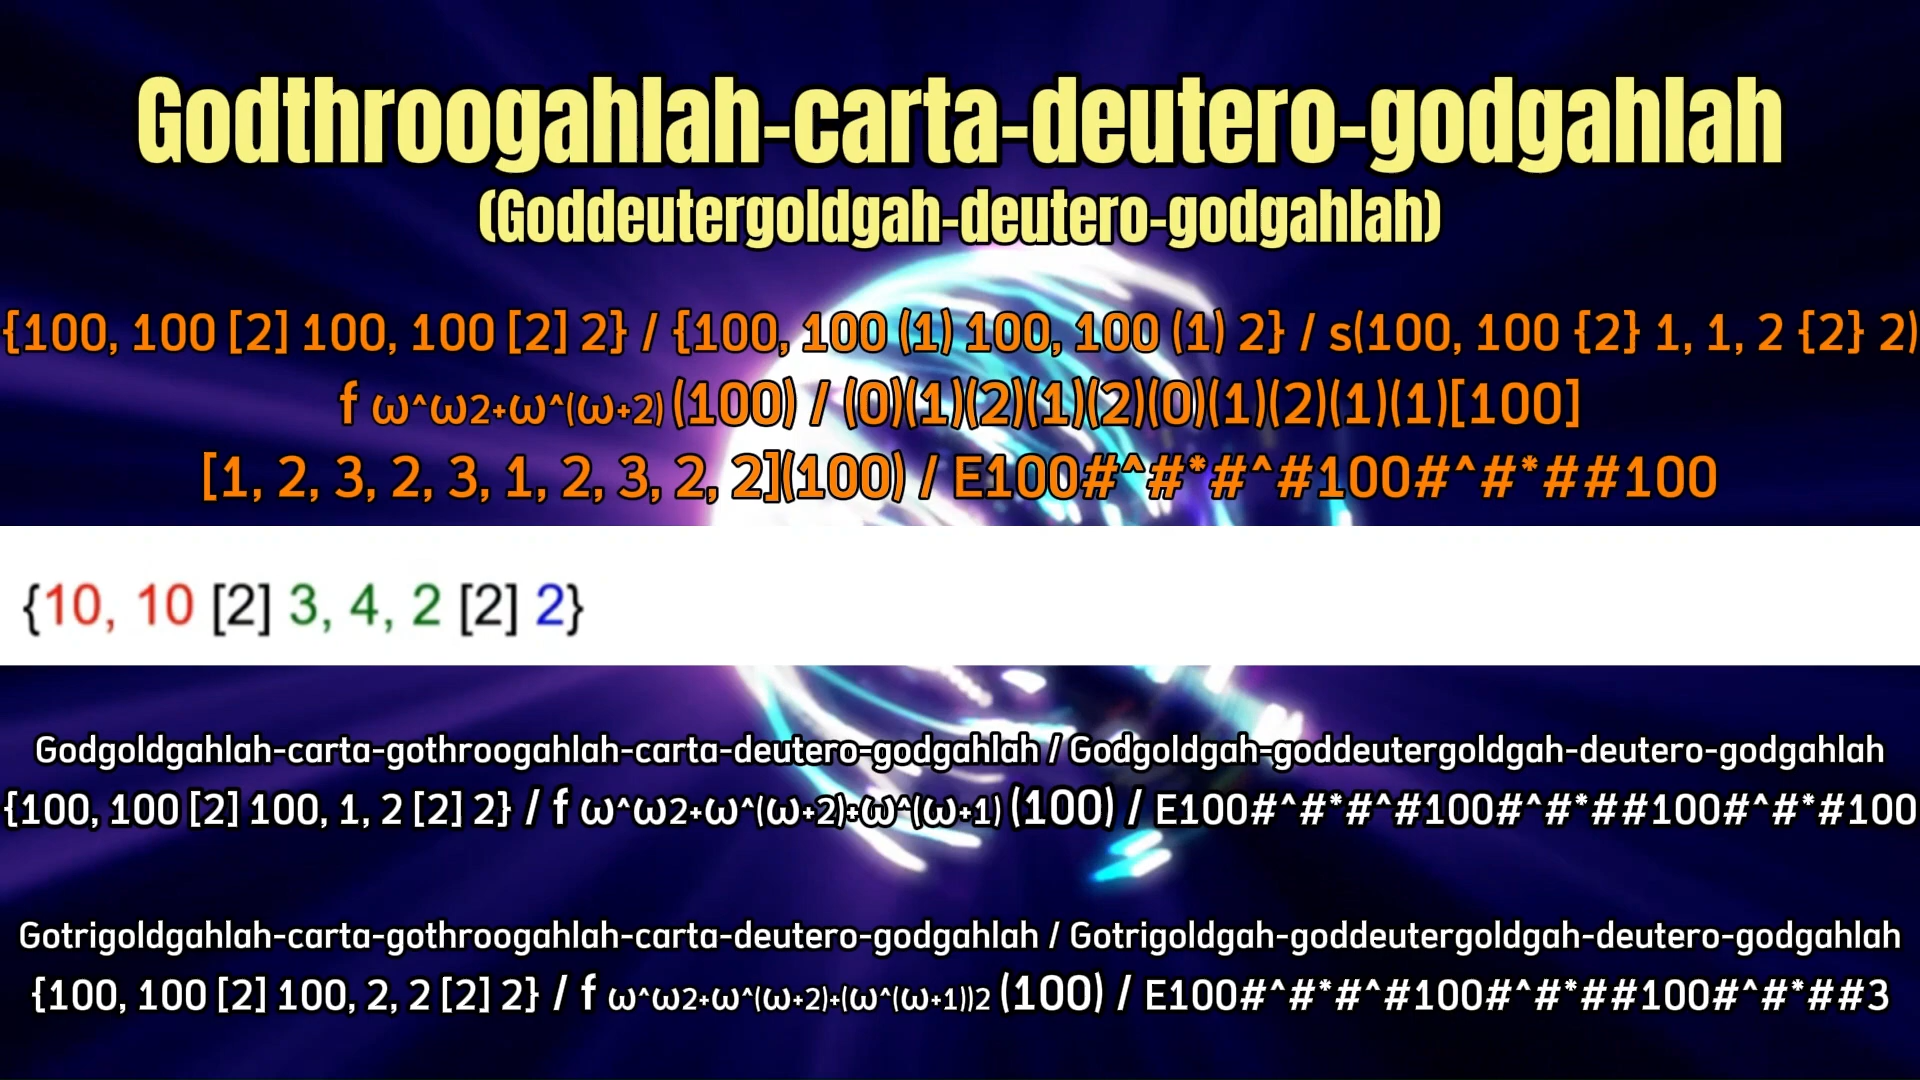 Godthroogahlah-carta-deutero-godgahlah
(Goddeutergoldgah-deutero-godgahlah)
{100, 100 [2] 100, 100 [2] 2} / {100, 100 (1) 100, 100 (1) 2} / s(100, 100 {2} 1, 1, 2 {2} 2)
f ω^ω2+ω^(ω+2) (100) / (0)(1)(2)(1)(2)(0)(1)(2)(1)(1)[100]
[1, 2, 3, 2, 3, 1, 2, 3, 2, 2](100) / E100#^#*#^#100#^#*##100
{10, 10 [2] 3, 4, 2 [2] 2}
Godgoldgahlah-carta-gothroogahlah-carta-deutero-godgahlah / Godgoldgah-goddeutergoldgah-deutero-godgahlah
{100, 100 [2] 100, 1, 2 [2] 2} / f ω^ω2+ω^(ω+2)+ω^(ω+1) (100) / E100#^#*#^#100#^#*##100#^#*#100
Gotrigoldgahlah-carta-gothroogahlah-carta-deutero-godgahlah / Gotrigoldgah-goddeutergoldgah-deutero-godgahlah
{100, 100 [2] 100, 2, 2 [2] 2} / f ω^ω2+ω^(ω+2)+(ω^(ω+1))2 (100) / E100#^#*#^#100#^#*##100#^#*##3